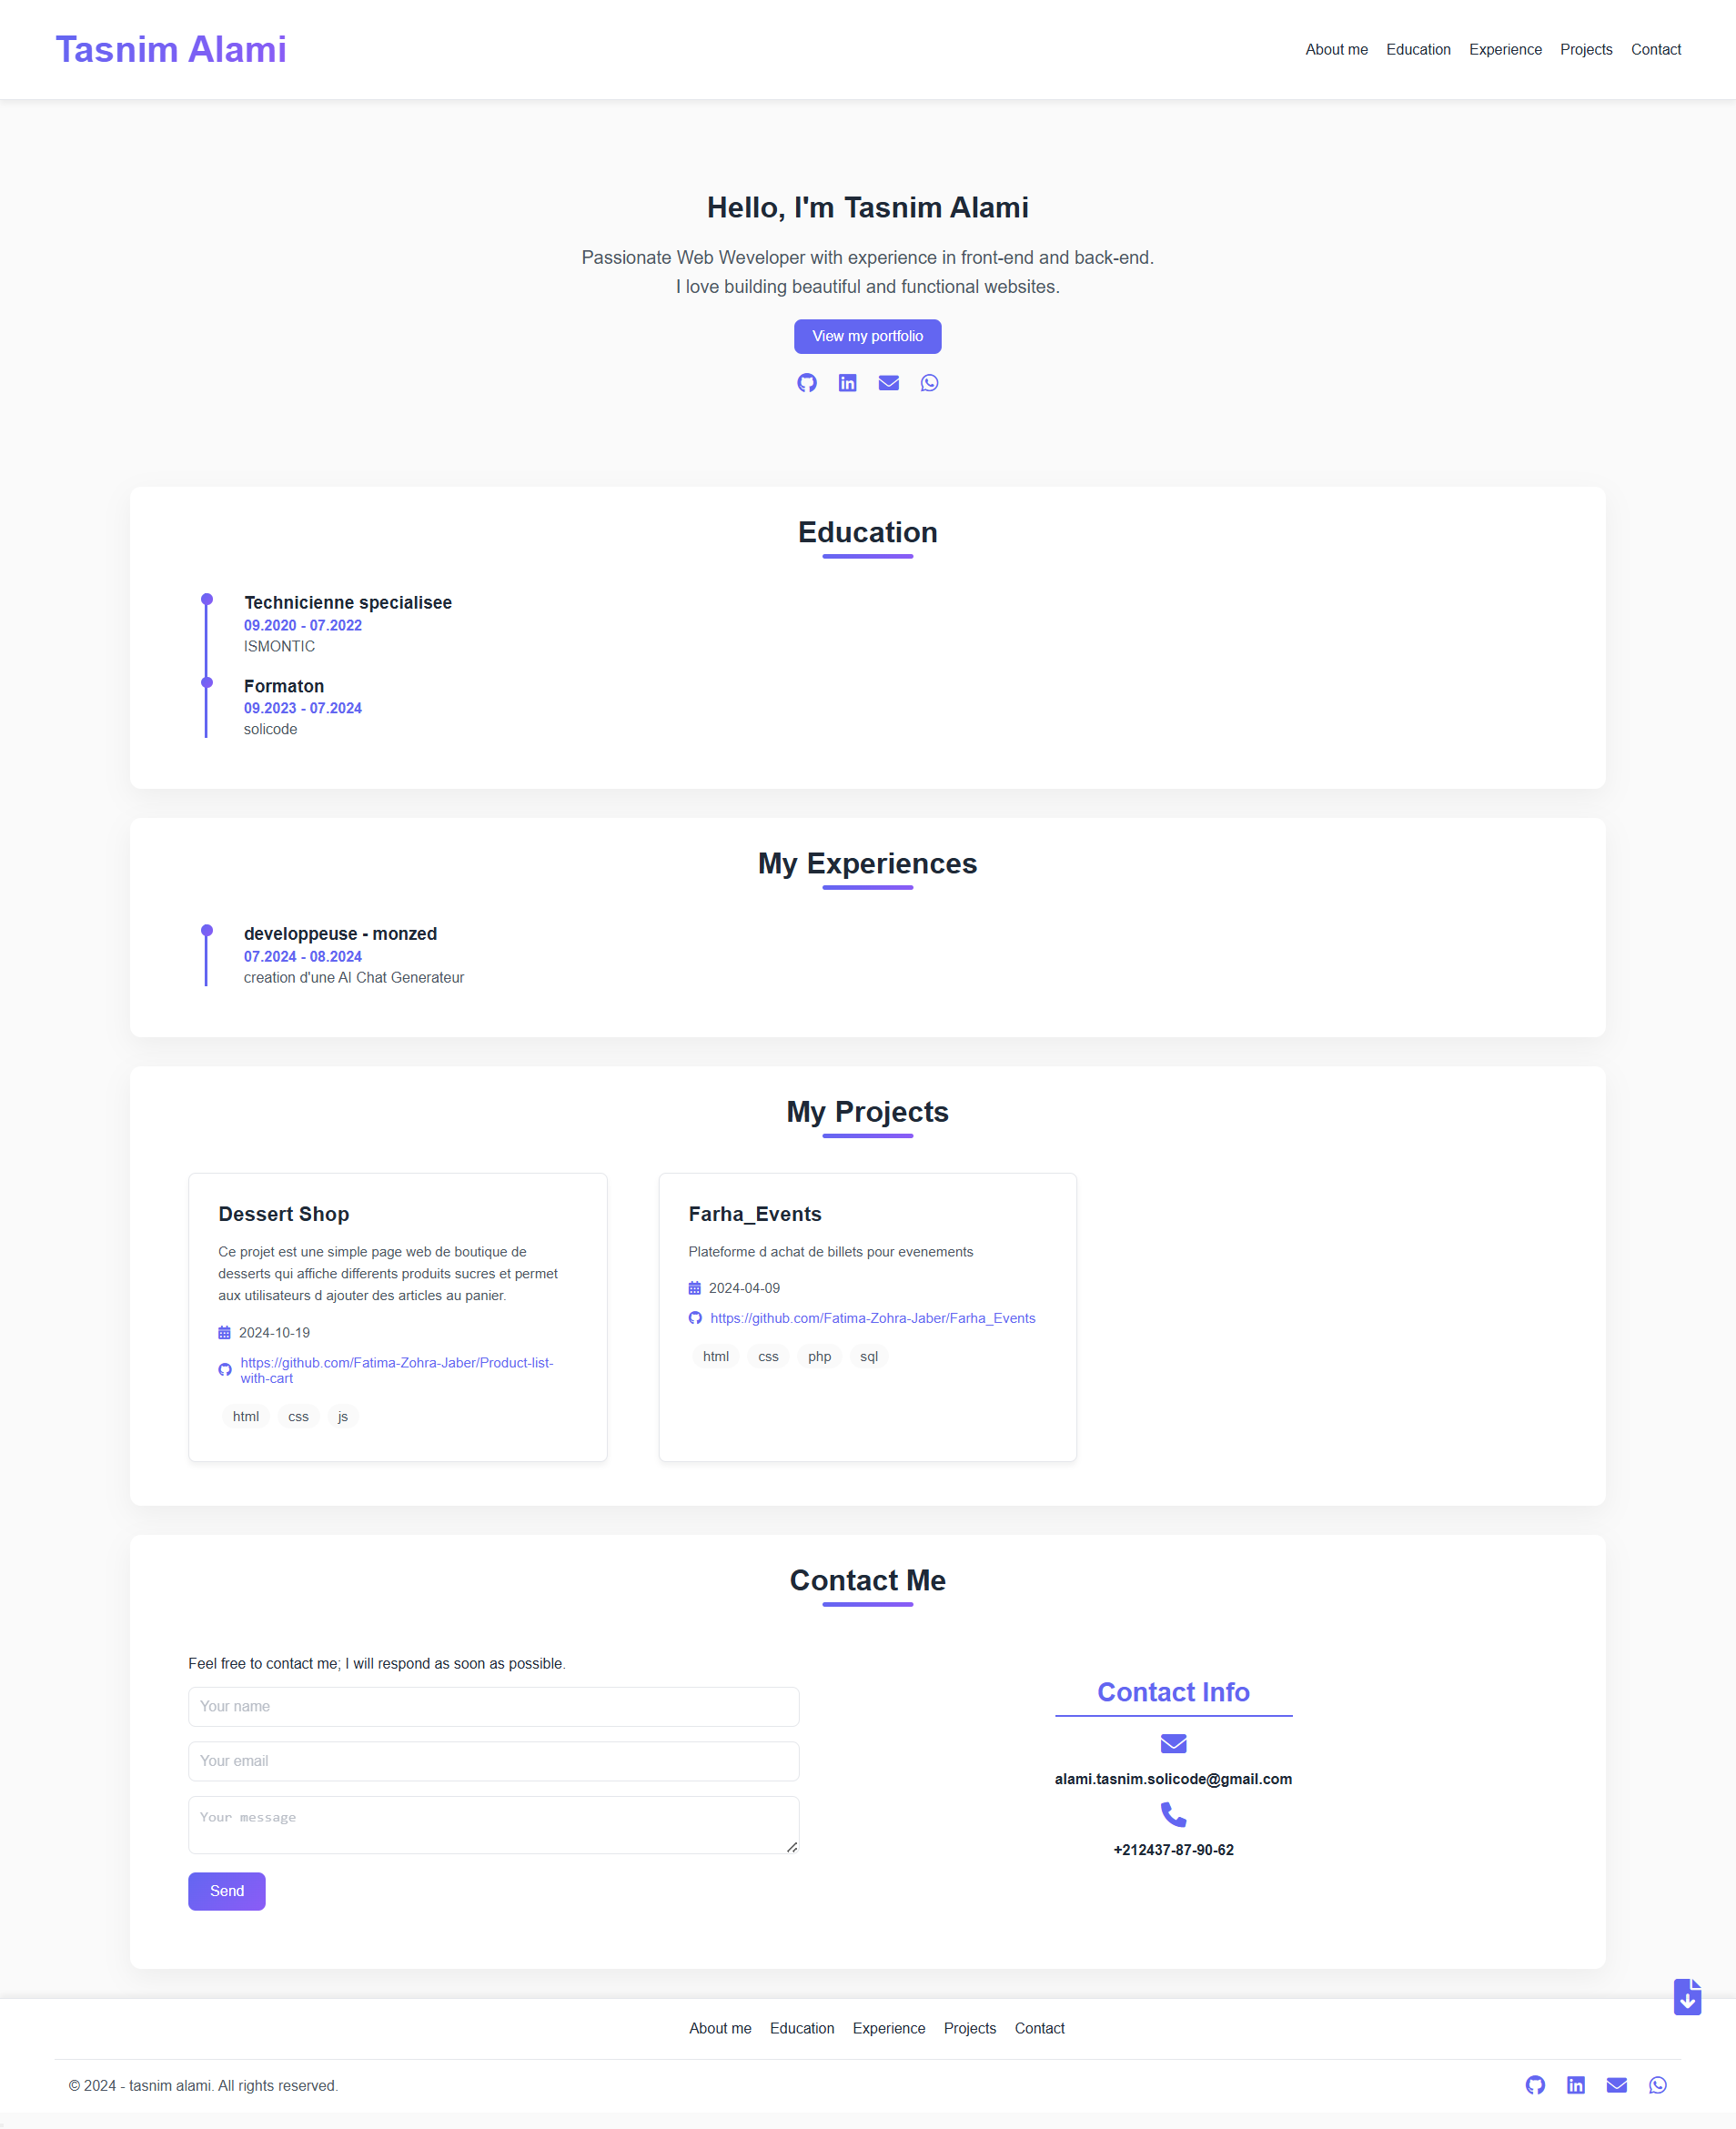 Tasnim Alami
About me Education Experience Projects Contact
Hello, I'm Tasnim Alami
Passionate Web Weveloper with experience in front-end and back-end.
I love building beautiful and functional websites.
View my portfolio
Education
Technicienne specialisee
09.2020 - 07.2022
ISMONTIC
Formaton
09.2023 - 07.2024
solicode
My Experiences
developpeuse - monzed
07.2024 - 08.2024
creation d'une AI Chat Generateur
My Projects
Dessert Shop
Ce projet est une simple page web de boutique de
desserts qui affiche differents produits sucres et permet
aux utilisateurs d ajouter des articles au panier.
2024-10-19
https://github.com/Fatima-Zohra-Jaber/Product-list-
with-cart
html css js
Farha_Events
Plateforme d achat de billets pour evenements
2024-04-09
https://github.com/Fatima-Zohra-Jaber/Farha_Events
html css php sql
Contact Me
Feel free to contact me; I will respond as soon as possible.
Your name
Your email
Your message
Send
Contact Info
alami.tasnim.solicode@gmail.com
+212437-87-90-62
About me Education Experience Projects Contact
© 2024 - tasnim alami. All rights reserved.